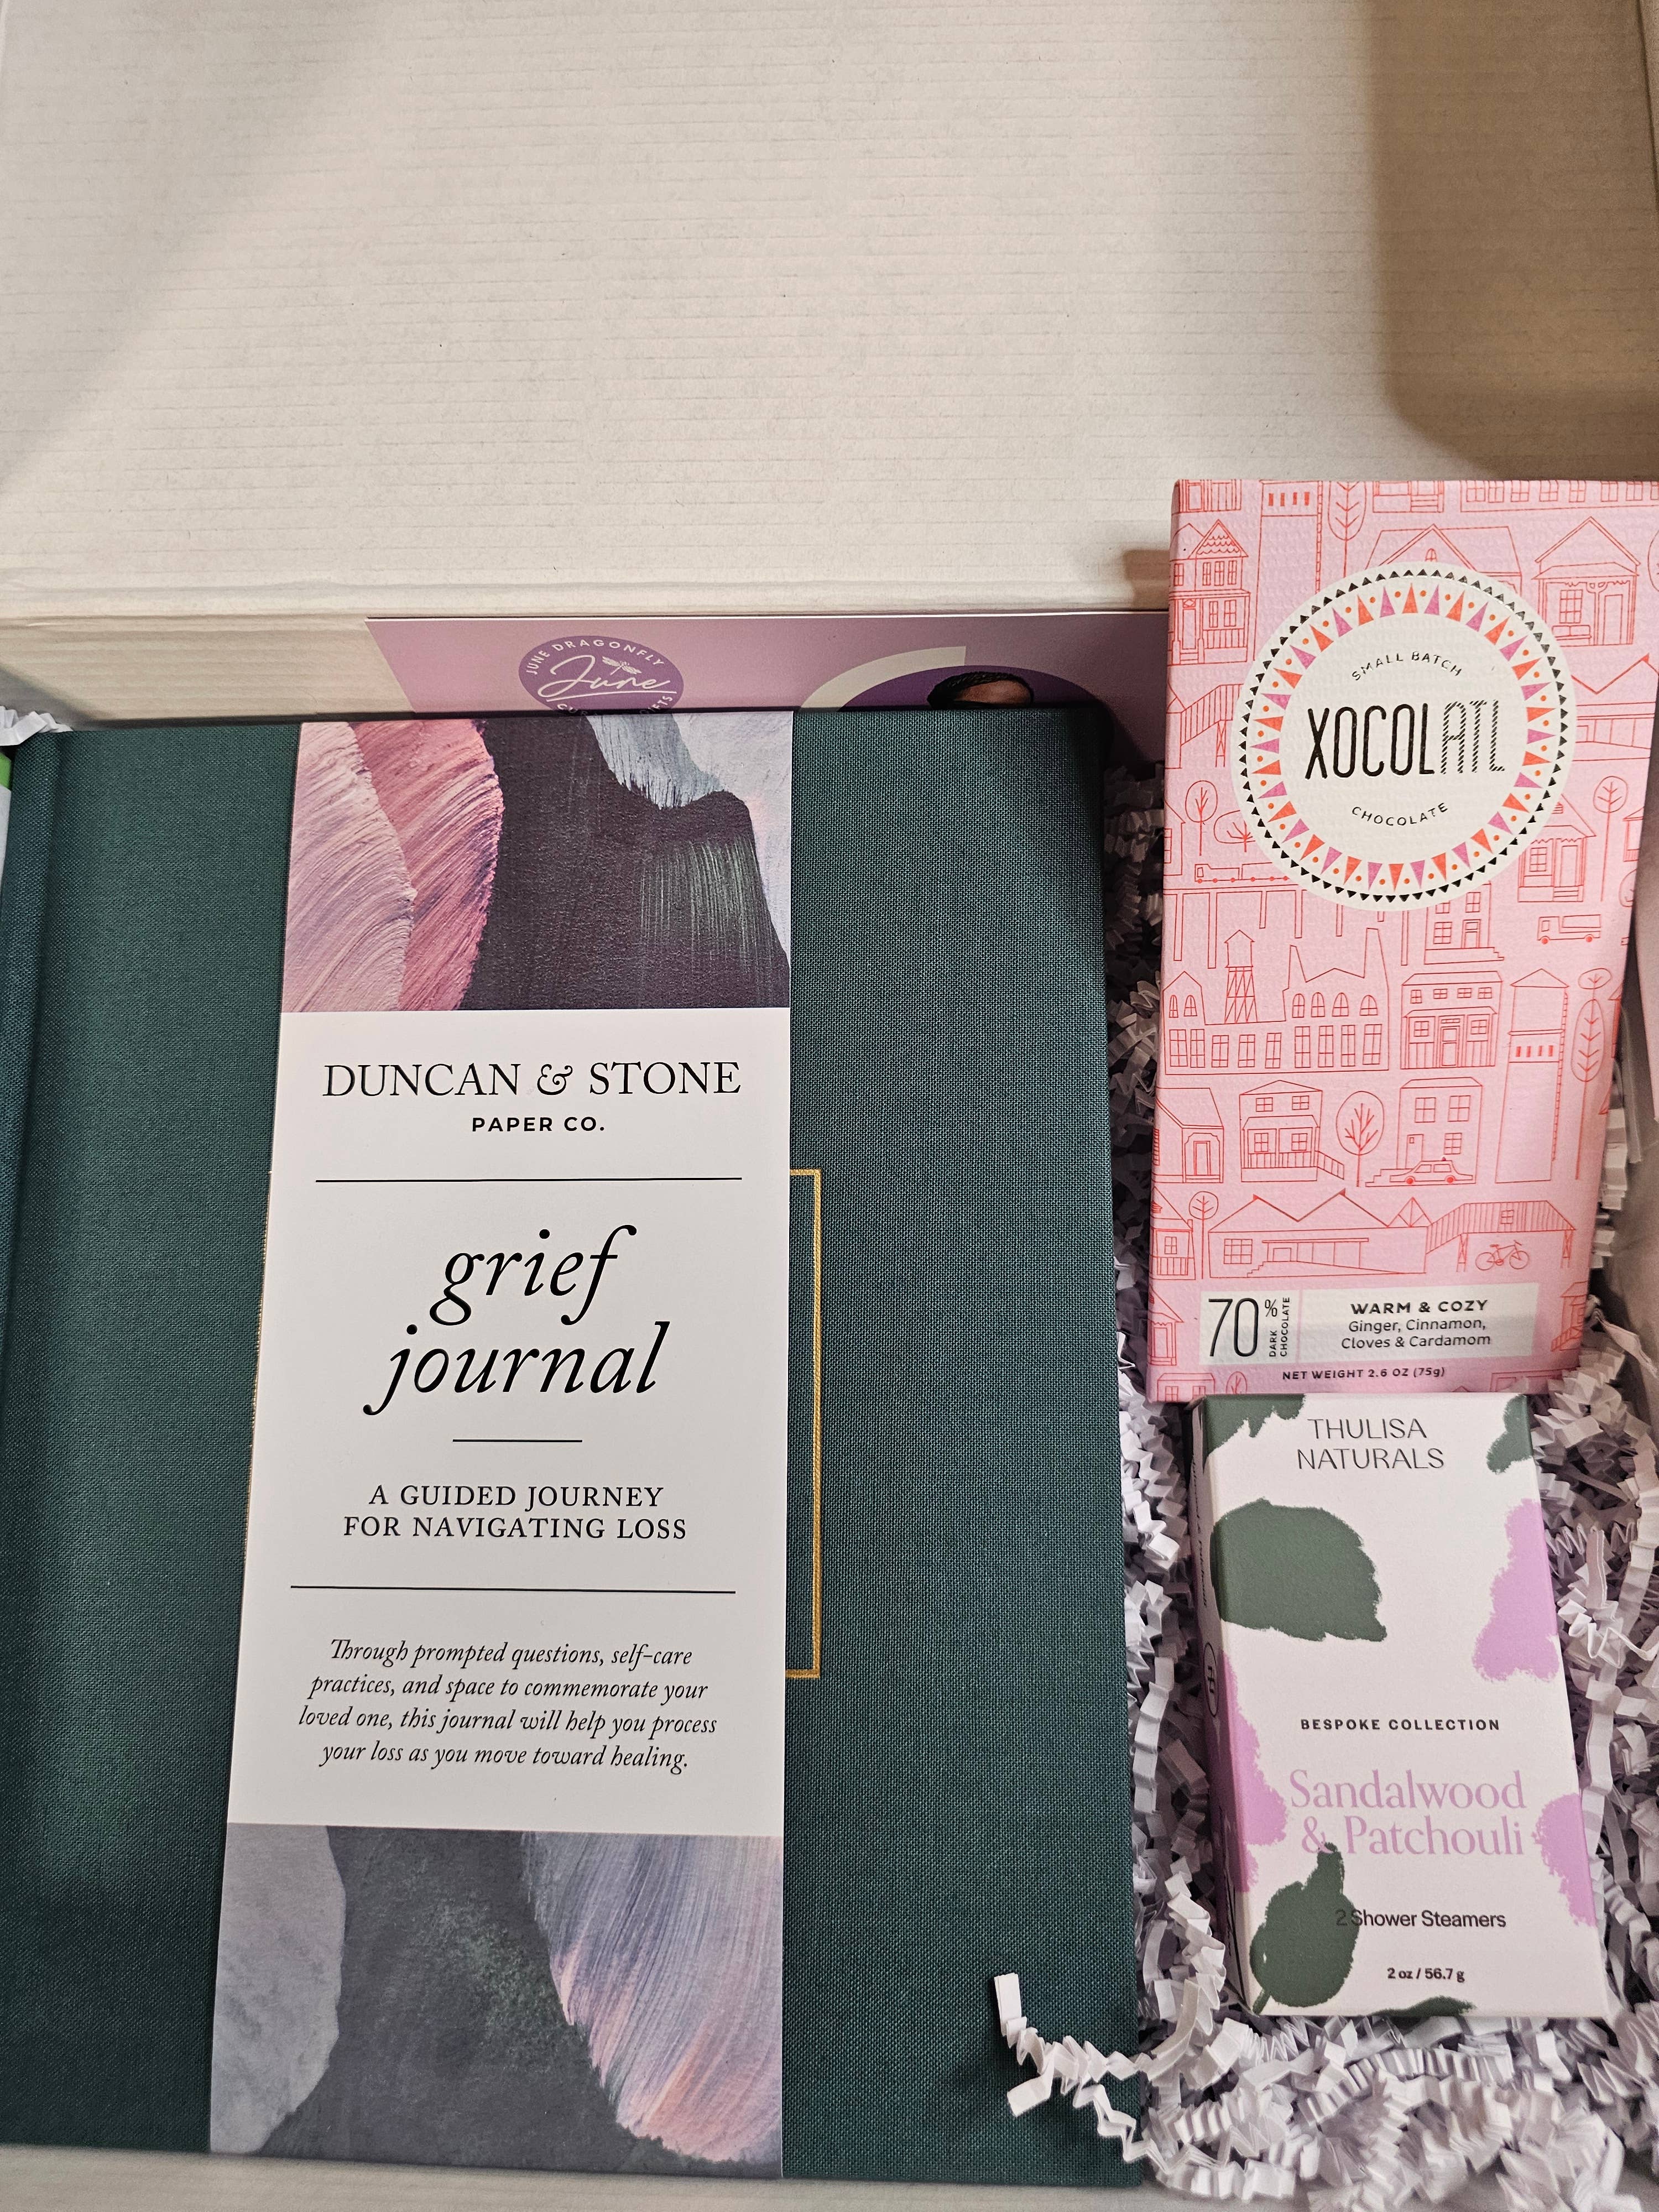 JUNE DRAGONFLY
June
DUNCAN & STONE
PAPER CO.
grief
journal
A GUIDED JOURNEY
FOR NAVIGATING LOSS
Through prompted questions, self-care
practices, and space to commemorate your
loved one, this journal will help you process
your loss as you move toward healing.
SMALL BATCH
XOCOLATL
CHOCOLATE
70%
DARK
CHOCOLATE
WARM & COZY
Ginger, Cinnamon,
Cloves & Cardamom
NET WEIGHT 2.6 OZ (75g)
THULISA
NATURALS
BESPOKE COLLECTION
Sandalwood
& Patchouli
2 Shower Steamers
2 oz / 56.7 g